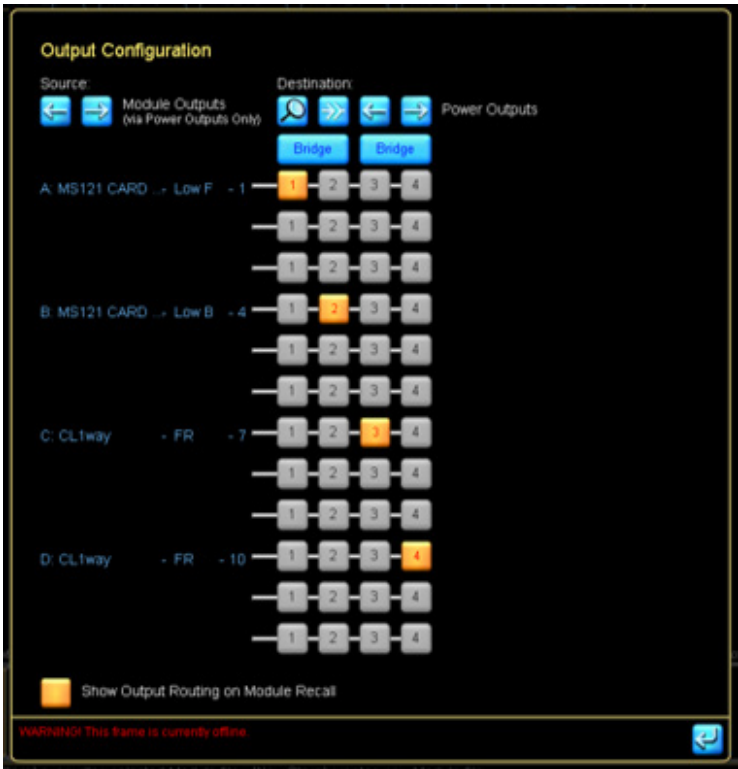 Output Configuration
Source: Destination:
Module Outputs
(via Power Outputs Only)
Power Outputs
Bridge Bridge
A: MS121 CARD ..- Low F - 1 1 2 3 4
1 2 3 4
1 2 3 4
B: MS121 CARD ..- Low B - 4 1 2 3 4
1 2 3 4
1 2 3 4
C: CL1way - FR - 7 1 2 3 4
1 2 3 4
1 2 3 4
D: CL1way - FR - 10 1 2 3 4
1 2 3 4
1 2 3 4
Show Output Routing on Module Recall
WARNING! This frame is currently offline